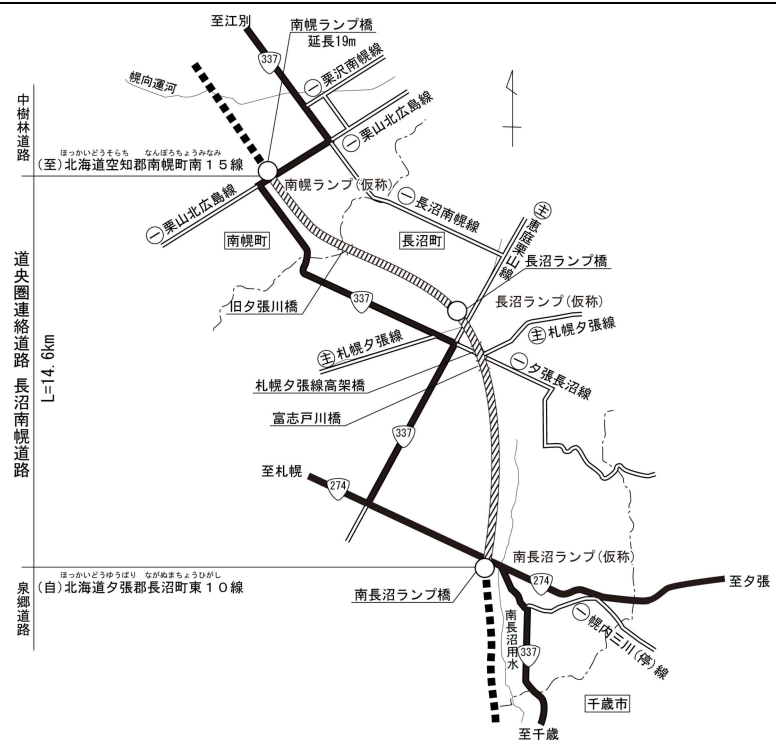 至江別
南幌ランプ橋
延長19m
337
㊀栗沢南幌線
幌向運河
㊀栗山北広島線
中樹林道路
ほっかいどうそらち なんぽろちょうみなみ
(至)北海道空知郡南幌町南15線
南幌ランプ(仮称)
㊀栗山北広島線
㊀長沼南幌線
㊏恵庭栗山線
南幌町
長沼町
長沼ランプ橋
旧夕張川橋
337
長沼ランプ(仮称)
㊏札幌夕張線
㊏札幌夕張線
㊀夕張長沼線
札幌夕張線高架橋
富志戸川橋
道央圏連絡道路 長沼南幌道路
L=14.6km
337
至札幌
274
南長沼ランプ(仮称)
ほっかいどうゆうばり ながぬまちょうひがし
(自)北海道夕張郡長沼町東10線
泉郷道路
南長沼ランプ橋
274
至夕張
南長沼用水
㊀幌内三川(停)線
337
千歳市
至千歳